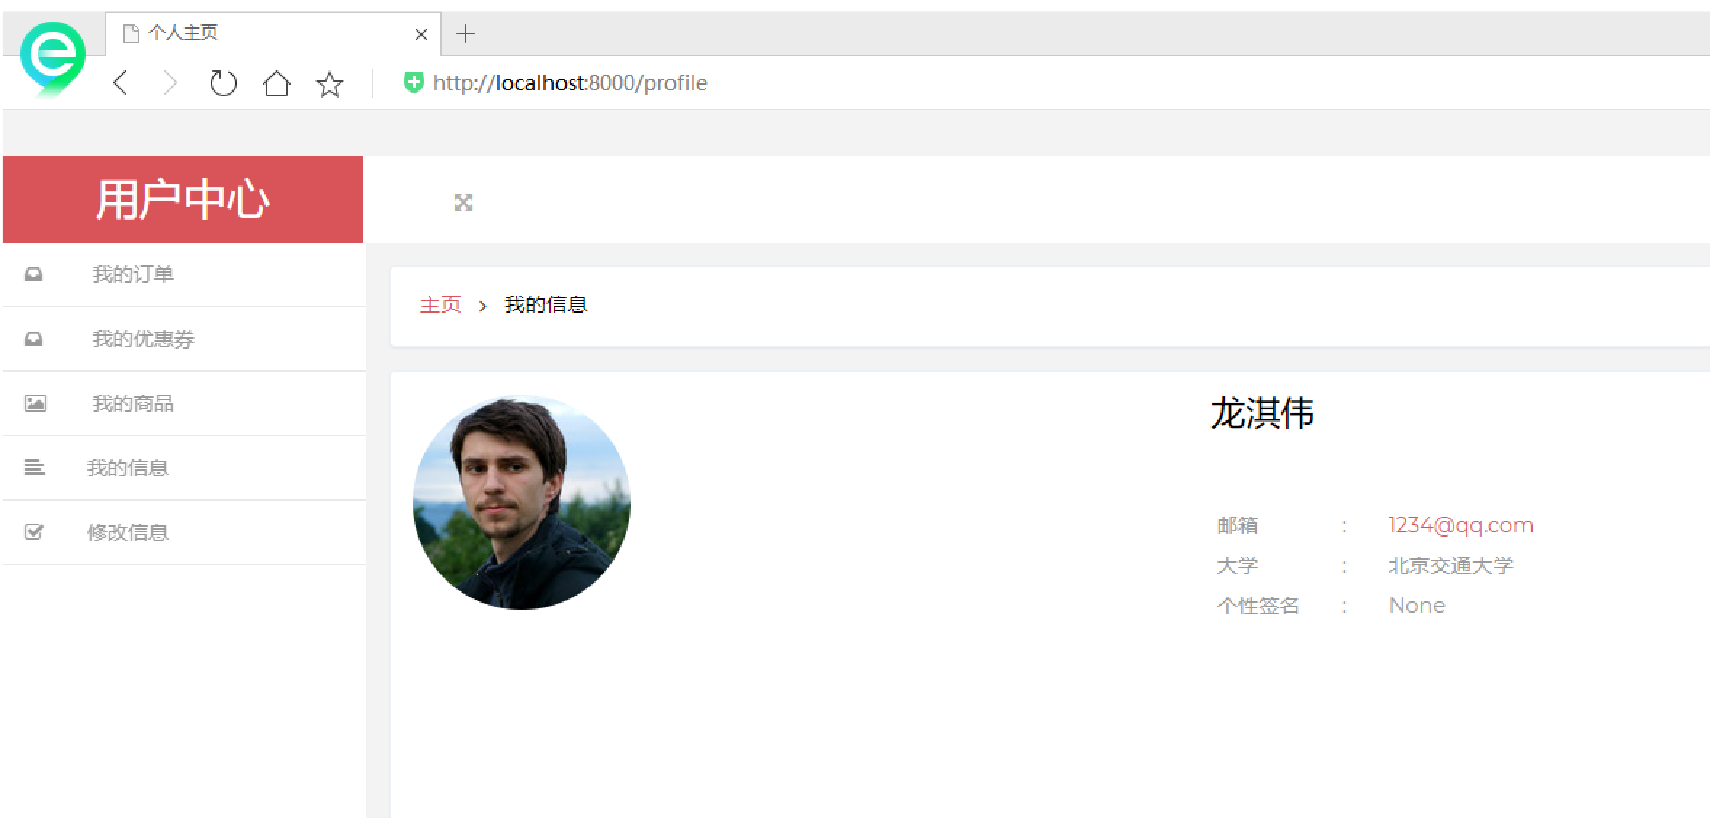 个人主页
http://localhost:8000/profile
用户中心
我的订单
我的优惠券
我的商品
我的信息
修改信息
主页 > 我的信息
龙淇伟
邮箱 : 1234@qq.com
大学 : 北京交通大学
个性签名 : None